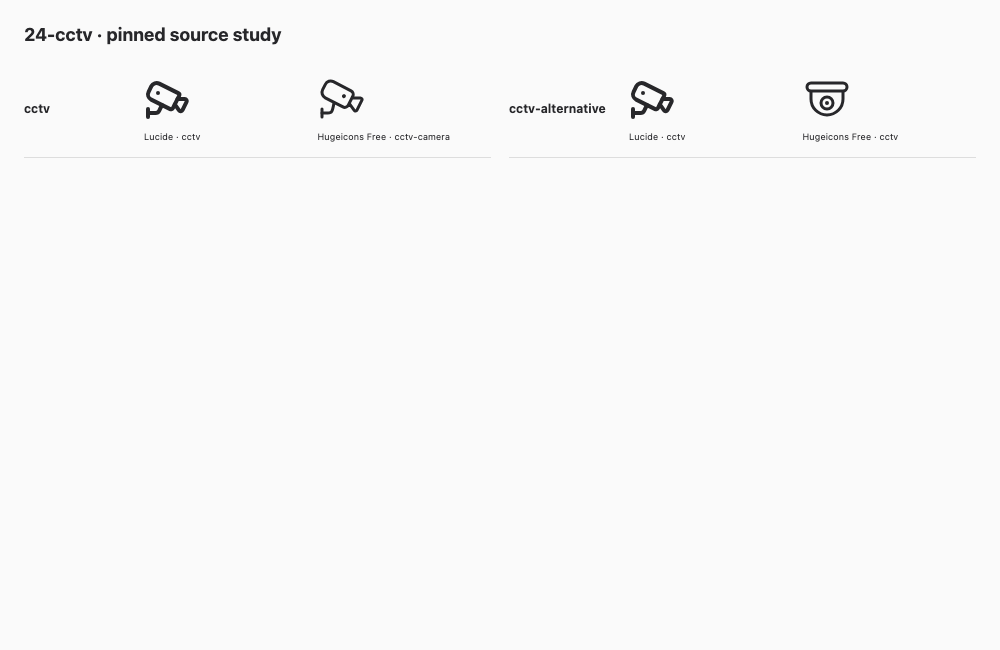 24-cctv · pinned source study
cctv
Lucide · cctv
Hugeicons Free · cctv-camera
cctv-alternative
Lucide · cctv
Hugeicons Free · cctv